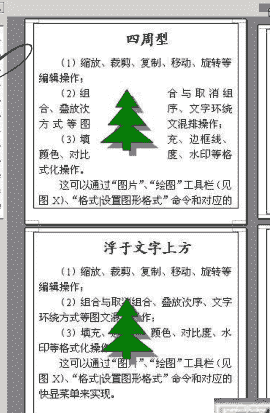 四周型
(1) 缩放、裁剪、复制、移动、旋转等
编辑操作；
(2) 组 合与取消组
合、叠放次 序、文字环绕
方式等图 文混排操作；
(3) 填 充、边框线、
颜色、对比 度、水印等格
式化操作。
这可以通过“图片”、“绘图”工具栏（见
图 X）、“格式|设置图形格式”命令和对应的
浮于文字上方
(1) 缩放、裁剪、复制、移动、旋转等
编辑操作；
(2) 组合与取消组合、叠放次序、文字
环绕方式等图文混 操作；
(3) 填充、 颜色、对比度、水
印等格式化操作
这可以通过“图片”、“绘图”工具栏（见
图 X）、“格式|设置图形格式”命令和对应的
快显菜单来实现。